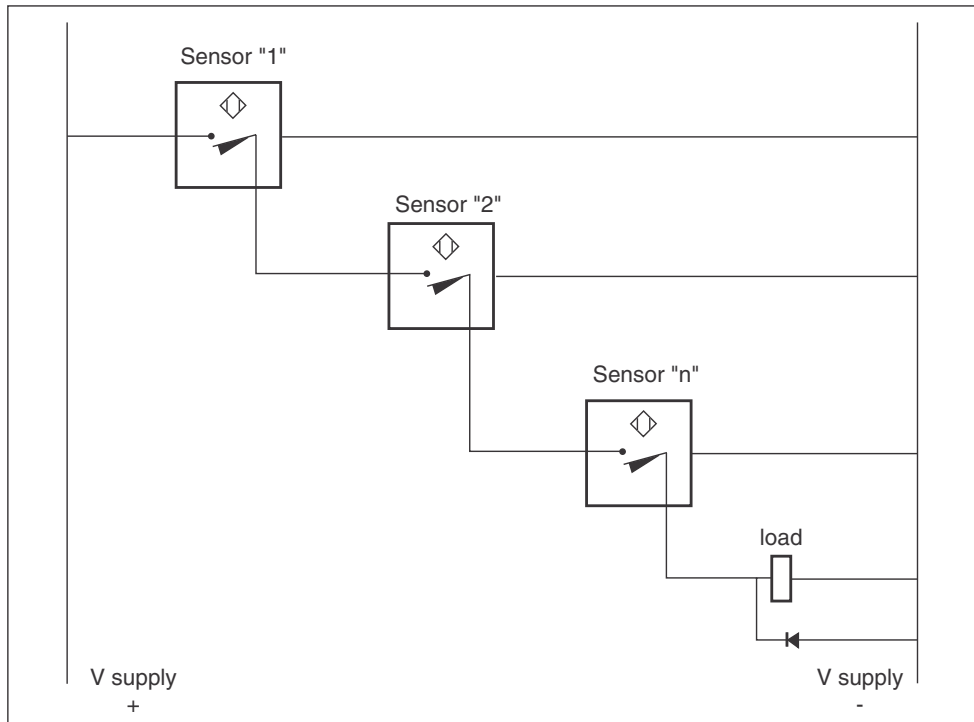 Sensor "1"
Sensor "2"
Sensor "n"
load
V supply
+
V supply
-